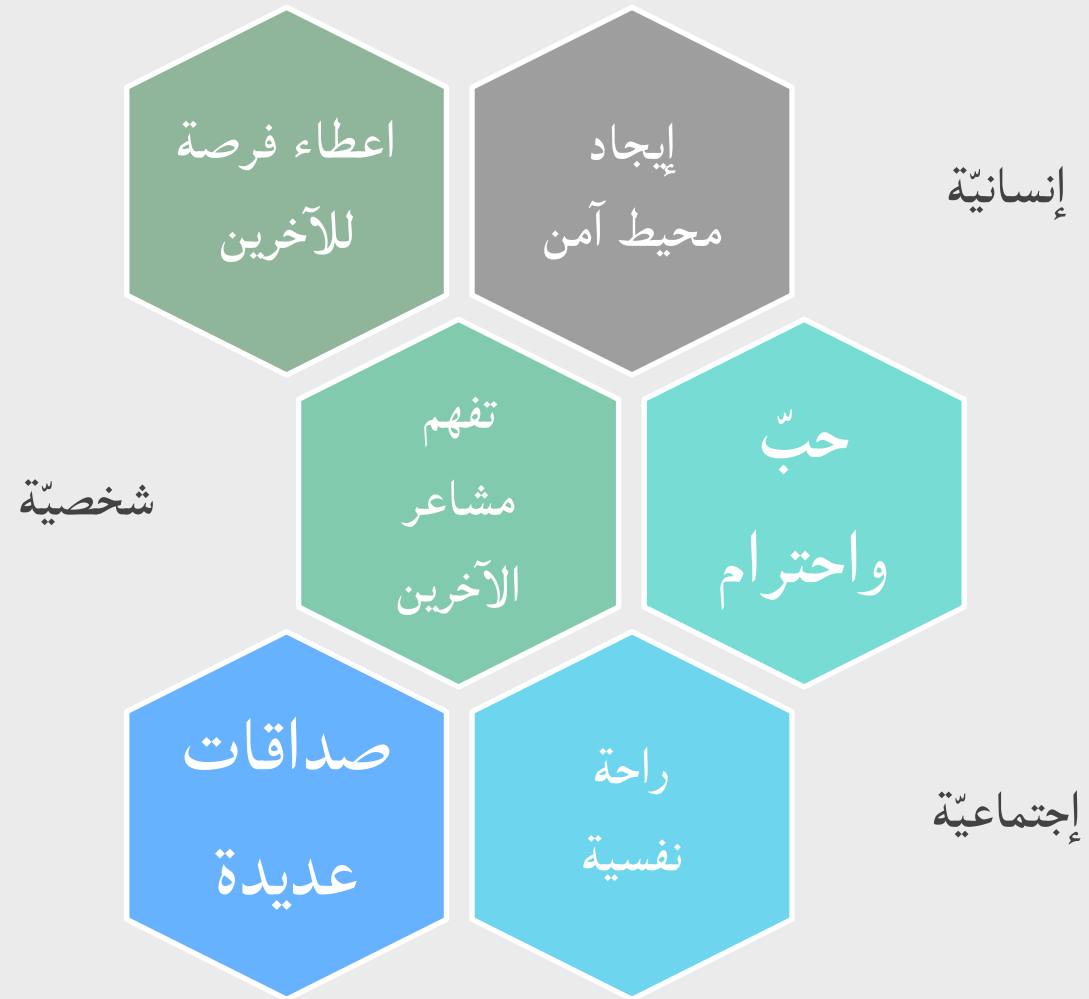 إنسانيّة
إيجاد
محيط آمن
اعطاء فرصة
للآخرين
حبّ
واحترام
تفهم
مشاعر
الآخرين
شخصيّة
إجتماعيّة
راحة
نفسية
صداقات
عديدة